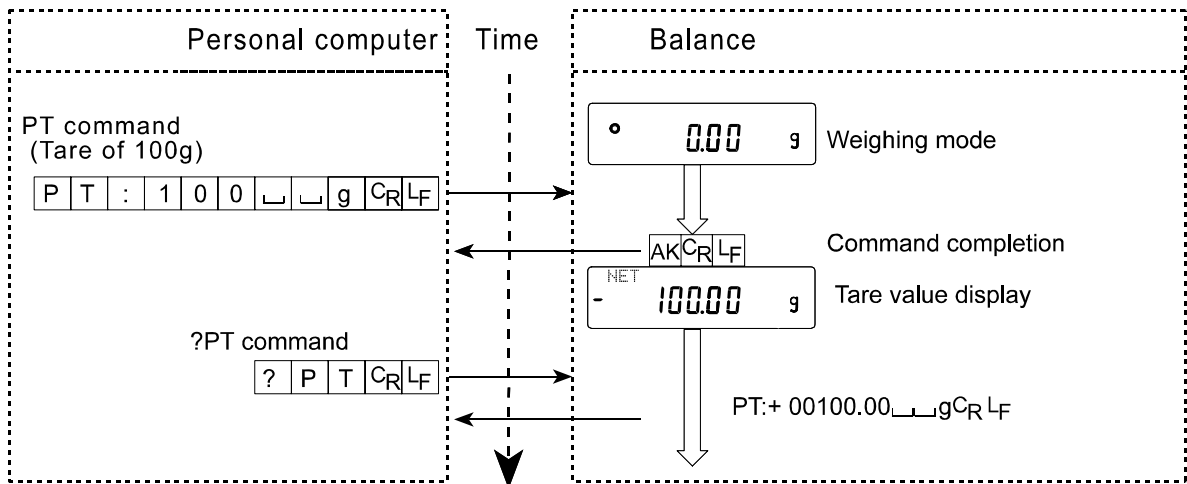 Personal computer
Time
Balance
PT command
(Tare of 100g)
P T : 1 0 0 ␣ ␣ g CR LF
0.00 g
Weighing mode
AK CR LF
Command completion
NET
- 100.00 g
Tare value display
?PT command
? P T CR LF
PT:+ 00100.00␣␣gCR LF